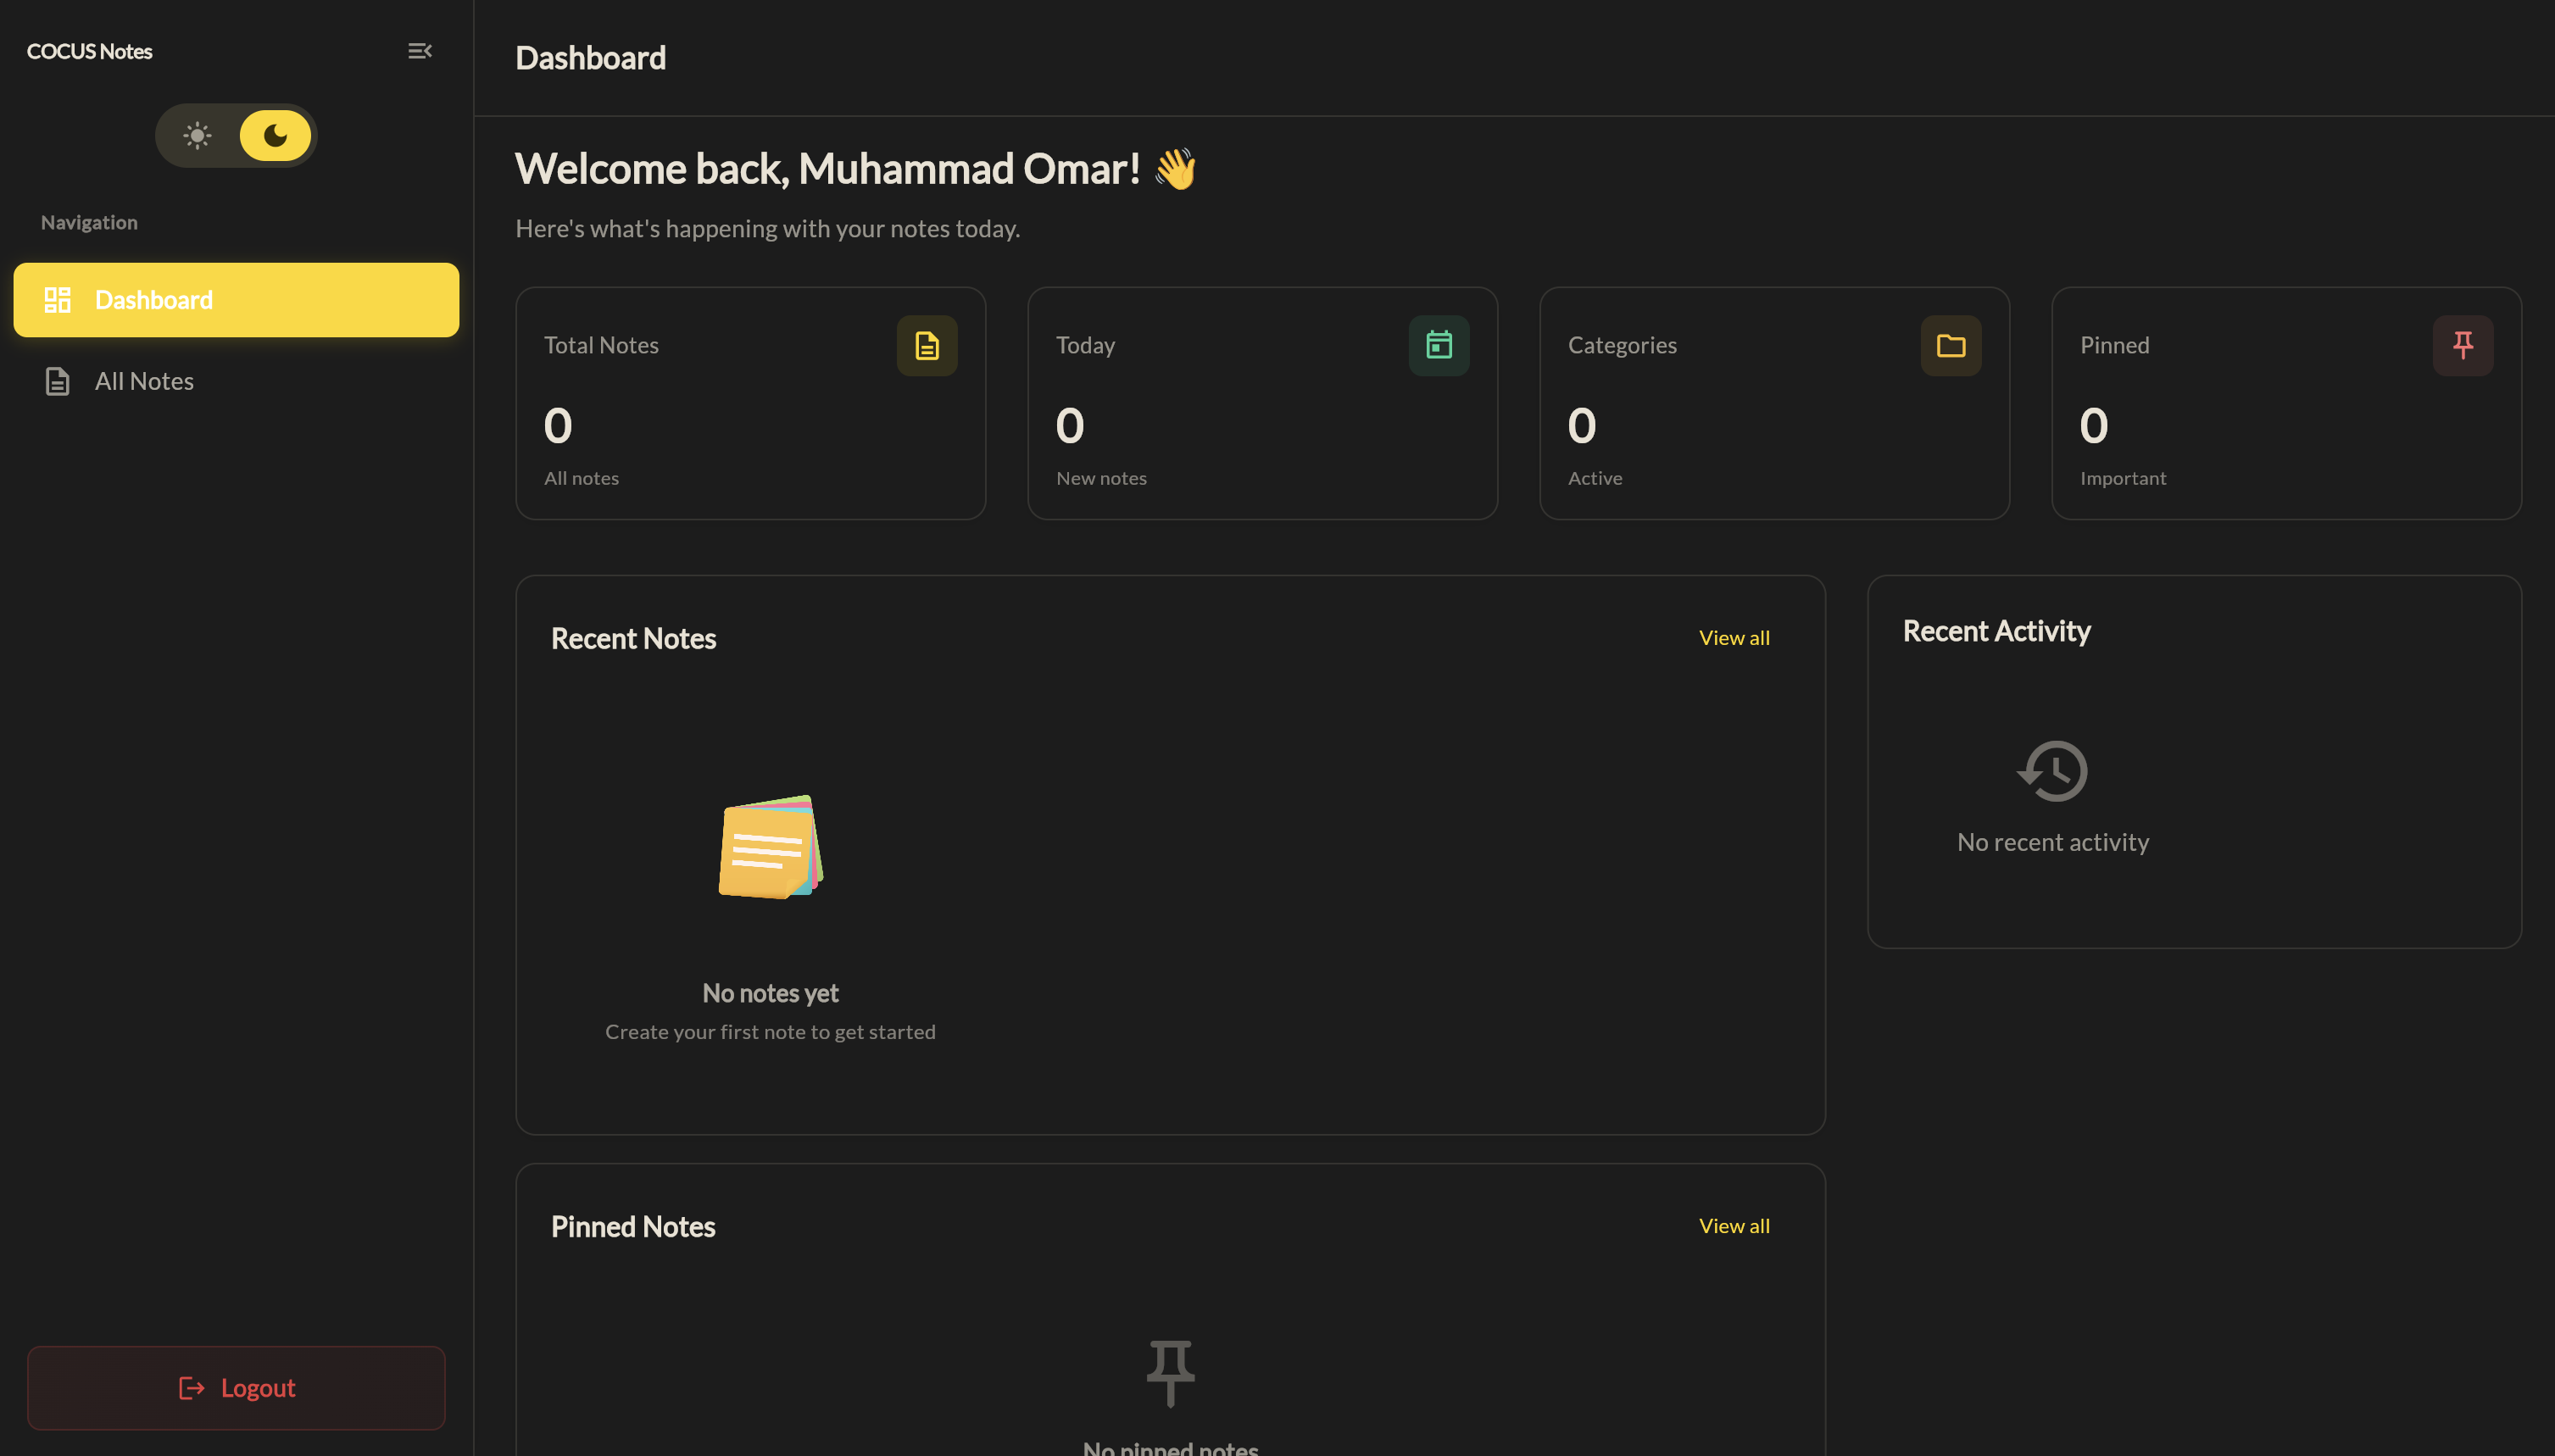 COCUS Notes
Navigation
Dashboard
All Notes
Logout
Dashboard
Welcome back, Muhammad Omar! 👋
Here's what's happening with your notes today.
Total Notes
0
All notes
Today
0
New notes
Categories
0
Active
Pinned
0
Important
Recent Notes
View all
No notes yet
Create your first note to get started
Recent Activity
No recent activity
Pinned Notes
View all
No pinned notes